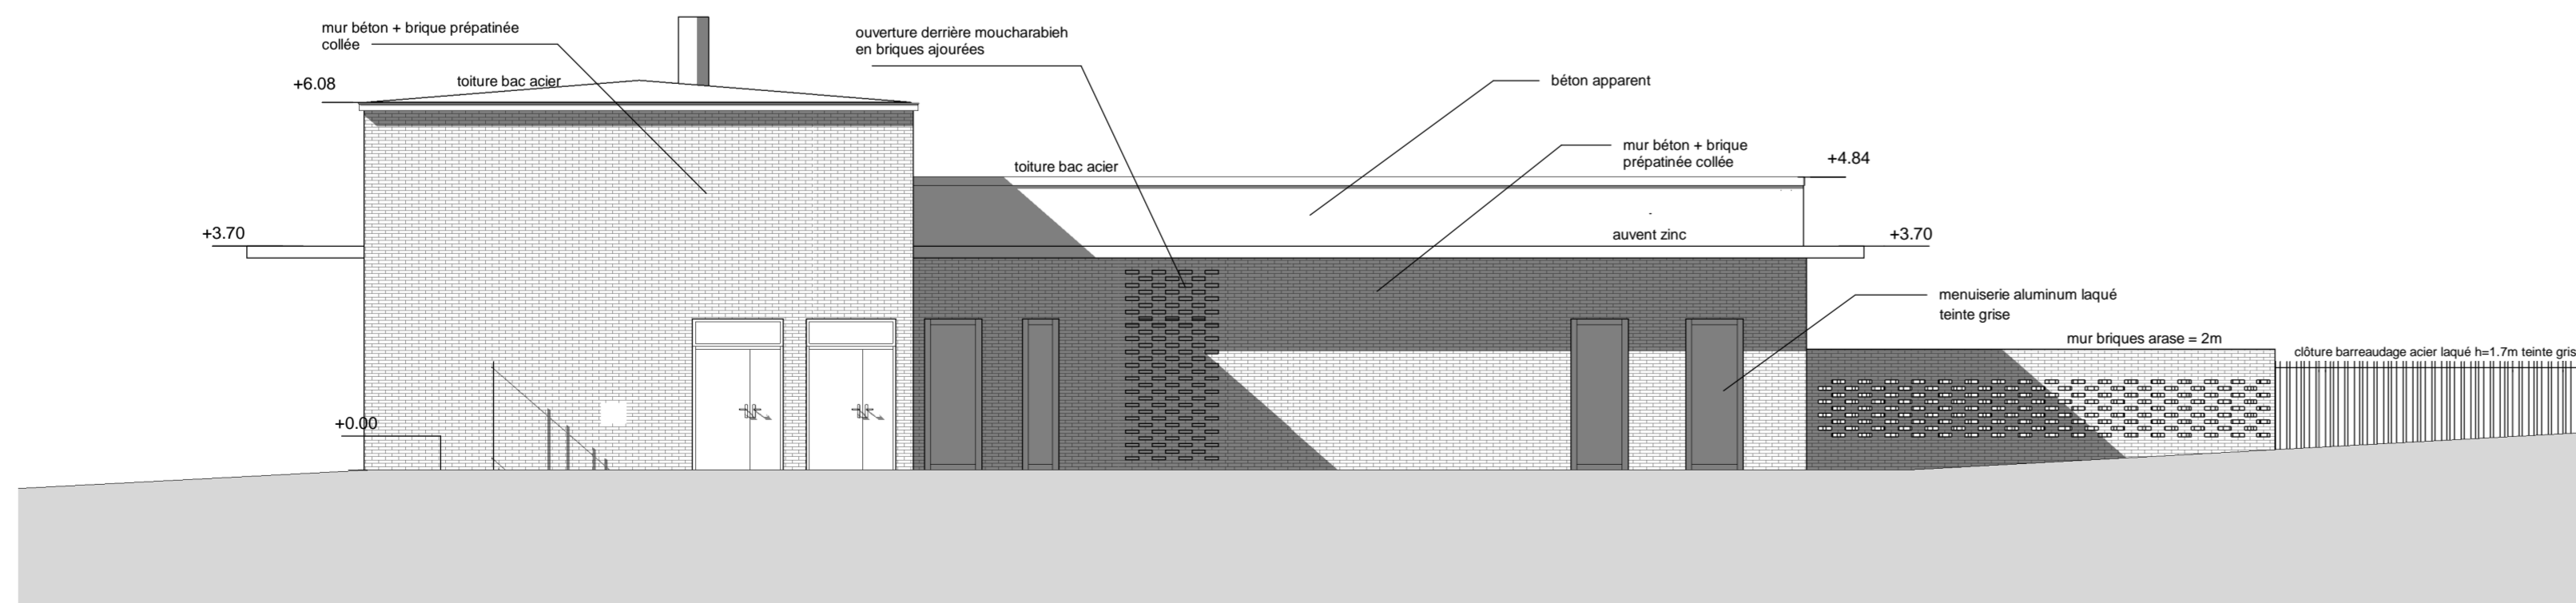 mur béton + brique prépatinée
collée
ouverture derrière moucharabieh
en briques ajourées
+6.08
toiture bac acier
béton apparent
mur béton + brique
prépatinée collée
+4.84
toiture bac acier
+3.70
auvent zinc
+3.70
menuiserie aluminum laqué
teinte grise
mur briques arase = 2m
clôture barreaudage acier laqué h=1.7m teinte gris
+0.00